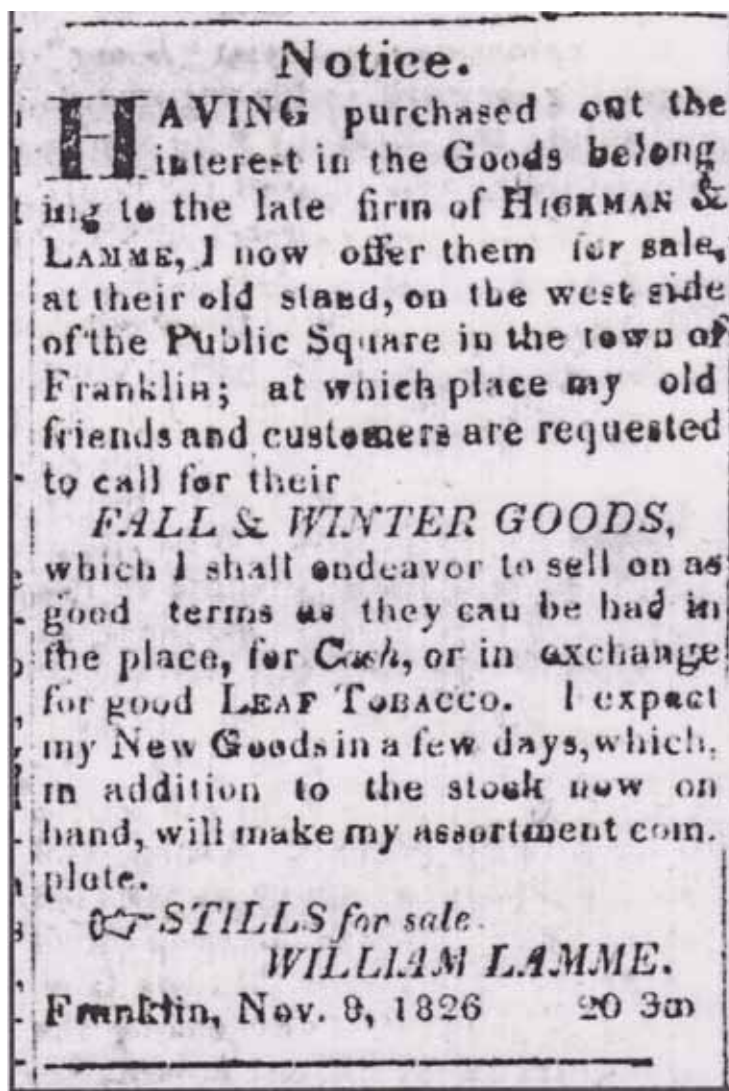 Notice.
HAVING purchased out the
interest in the Goods belong
ing to the late firm of HICKMAN &
LAMME, I now offer them for sale,
at their old stand, on the west side
of the Public Square in the town of
Franklin; at which place my old
friends and customers are requested
to call for their
FALL & WINTER GOODS,
which I shall endeavor to sell on as
good terms as they can be had in
the place, for Cash, or in exchange
for good LEAF TOBACCO. I expect
my New Goods in a few days, which,
in addition to the stock now on
hand, will make my assortment com.
plete.
☞STILLS for sale.
WILLIAM LAMME.
Franklin, Nov. 9, 1826 20 3m